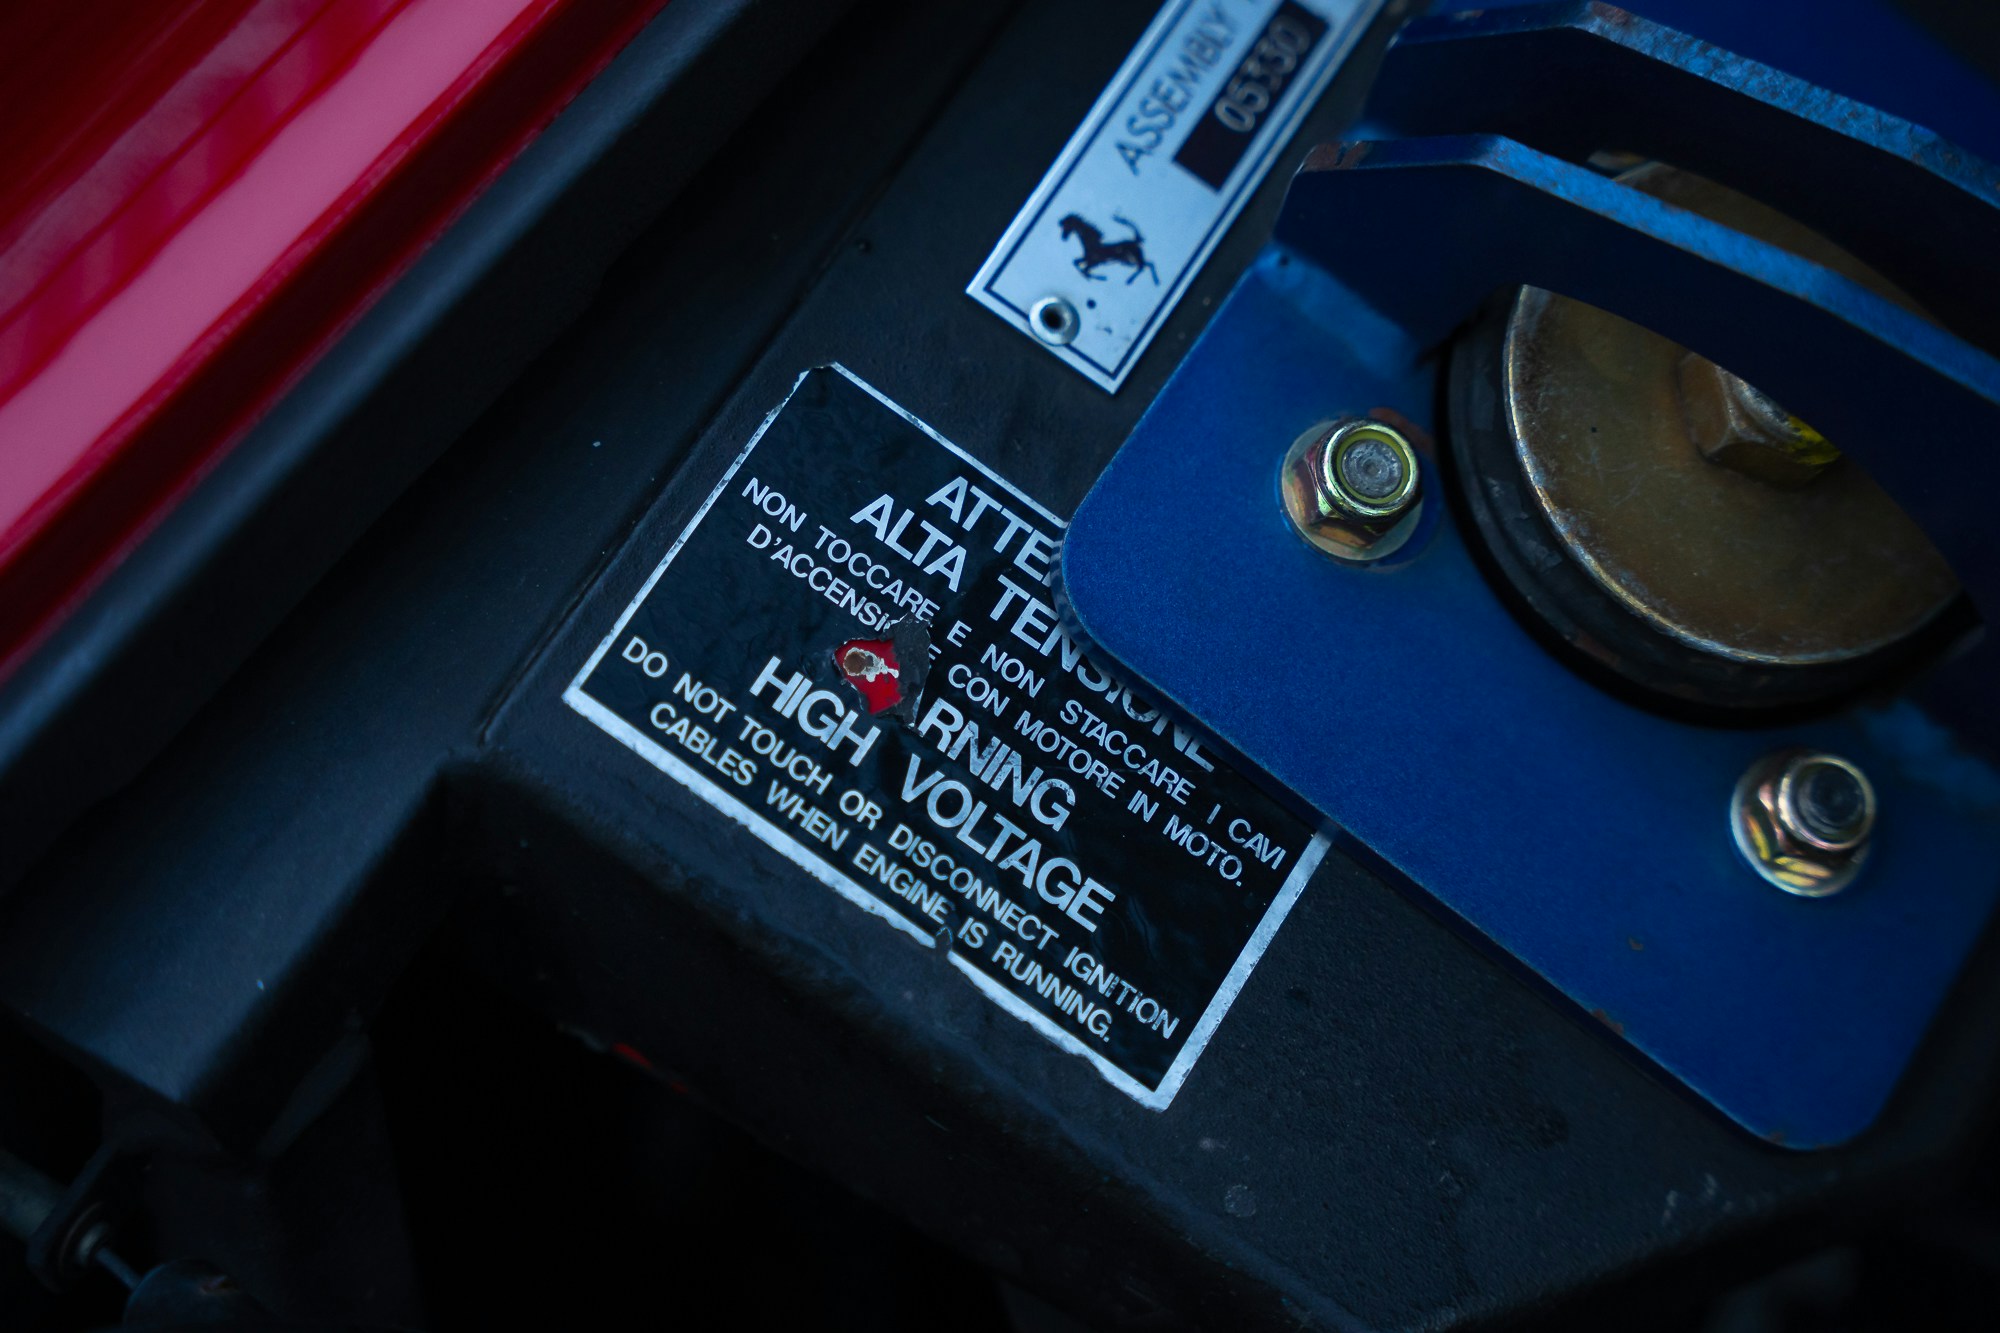 ASSEMBLY
05330
ATTE
ALTA TENSIONE
NON TOCCARE E NON STACCARE I CAVI
D'ACCENSI E CON MOTORE IN MOTO.
ARNING
HIGH VOLTAGE
DO NOT TOUCH OR DISCONNECT IGNITION
CABLES WHEN ENGINE IS RUNNING.